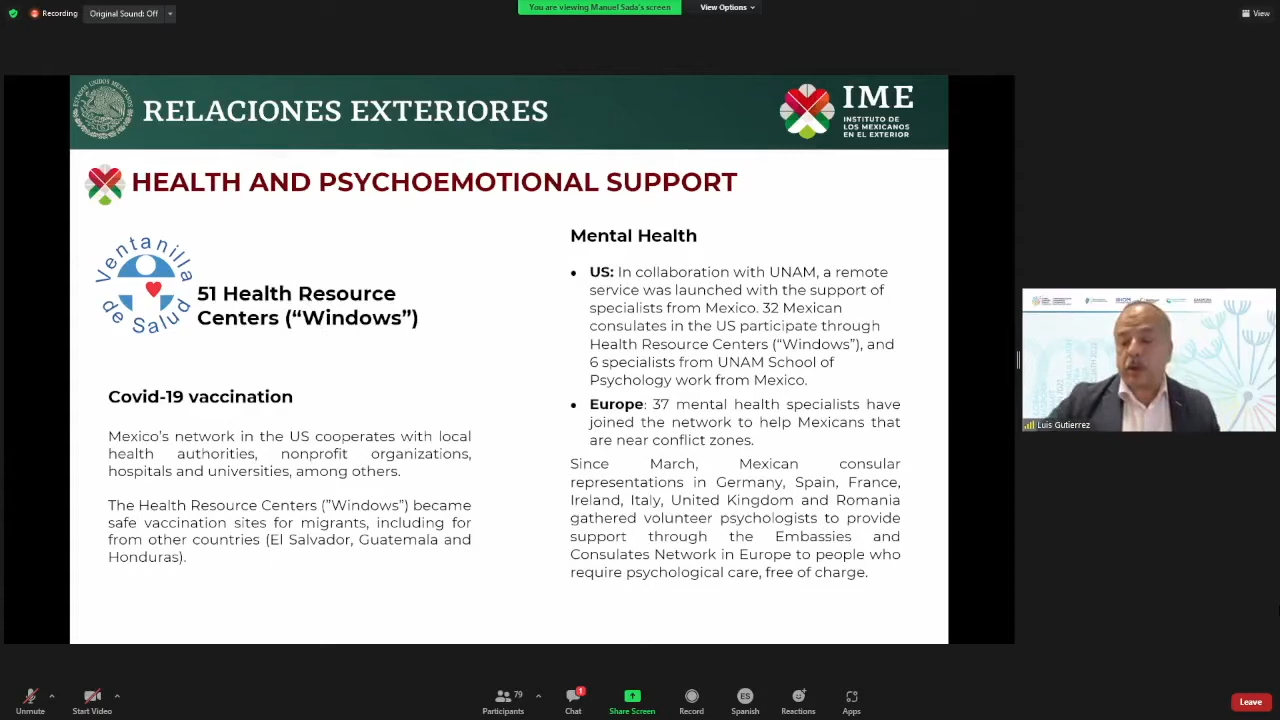 Recording
Original Sound: Off
You are viewing Manuel Sada's screen
View Options
View
ESTADOS UNIDOS MEXICANOS
RELACIONES EXTERIORES
IME
INSTITUTO DE
LOS MEXICANOS
EN EL EXTERIOR
HEALTH AND PSYCHOEMOTIONAL SUPPORT
Ventanilla
de Salud
51 Health Resource
Centers (“Windows”)
Covid-19 vaccination
Mexico’s network in the US cooperates with local
health authorities, nonprofit organizations,
hospitals and universities, among others.
The Health Resource Centers (”Windows”) became
safe vaccination sites for migrants, including for
from other countries (El Salvador, Guatemala and
Honduras).
Mental Health
• US: In collaboration with UNAM, a remote
service was launched with the support of
specialists from Mexico. 32 Mexican
consulates in the US participate through
Health Resource Centers (“Windows”), and
6 specialists from UNAM School of
Psychology work from Mexico.
• Europe: 37 mental health specialists have
joined the network to help Mexicans that
are near conflict zones.
Since March, Mexican consular
representations in Germany, Spain, France,
Ireland, Italy, United Kingdom and Romania
gathered volunteer psychologists to provide
support through the Embassies and
Consulates Network in Europe to people who
require psychological care, free of charge.
Luis Gutierrez
Unmute
Start Video
79
Participants
1
Chat
Share Screen
Record
ES
Spanish
Reactions
Apps
Leave